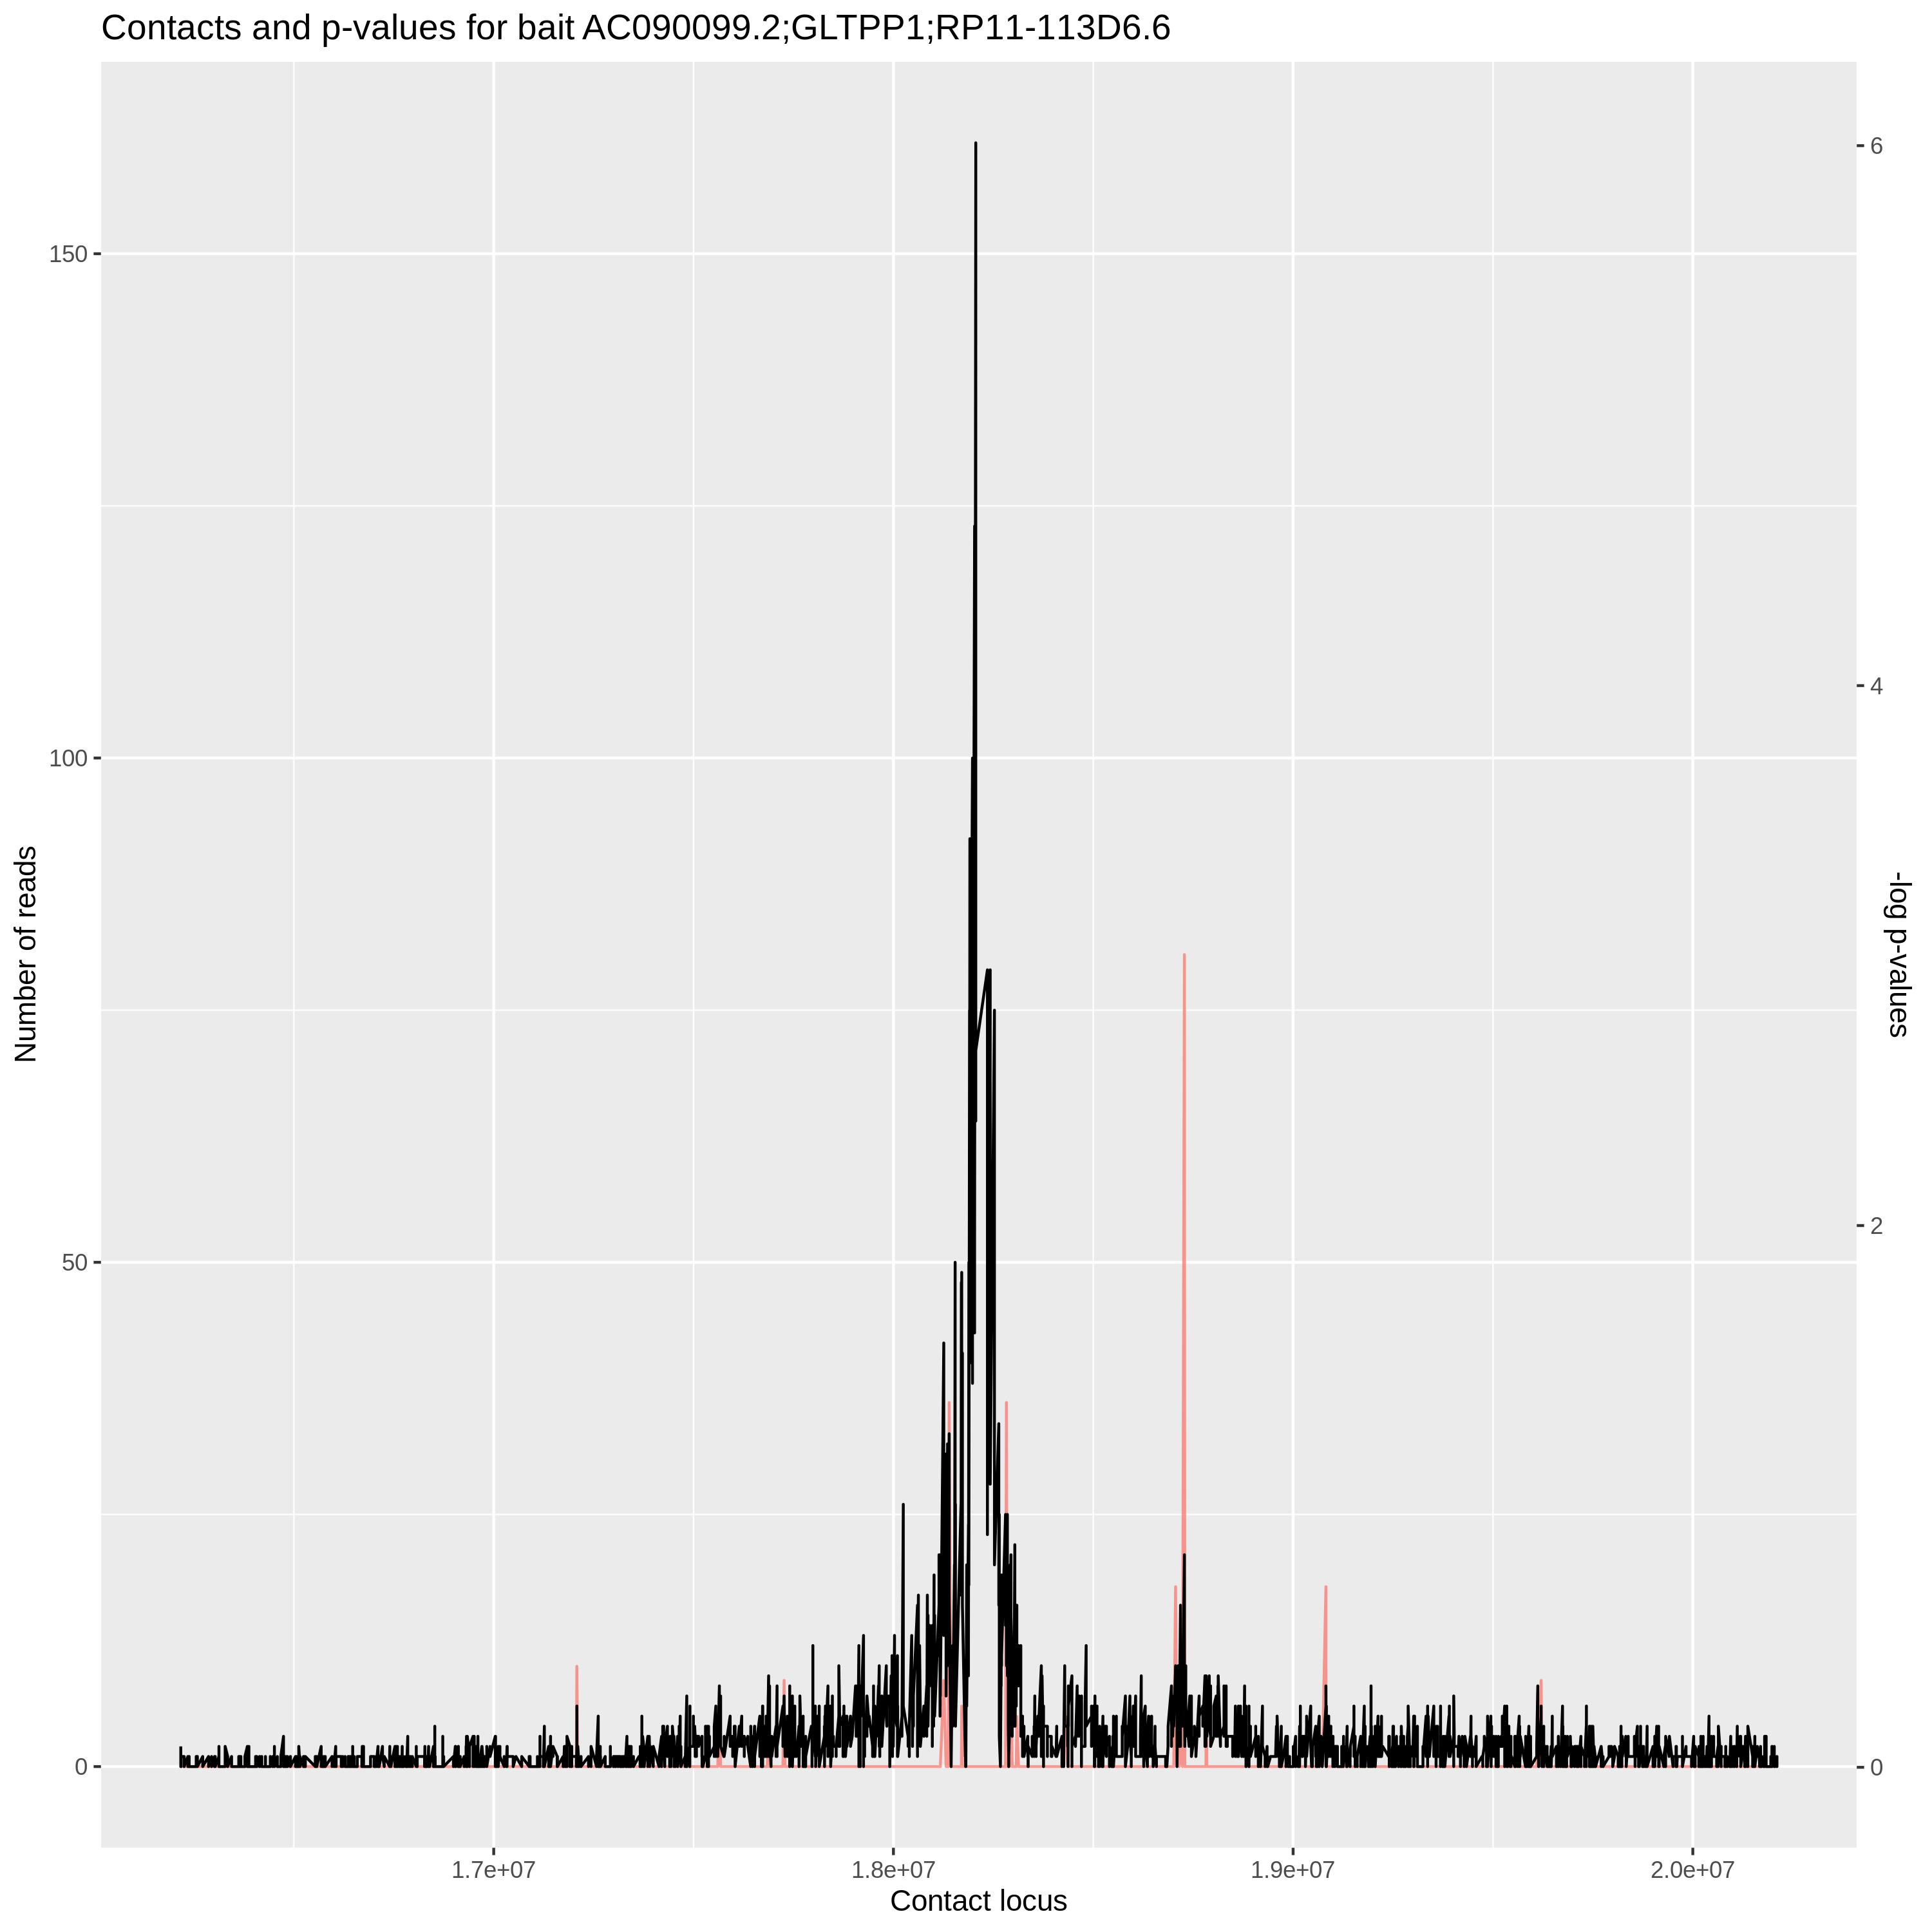 Contacts and p-values for bait AC090099.2;GLTPP1;RP11-113D6.6
150
100
50
0
Number of reads
6
4
2
0
-log p-values
1.7e+07
1.8e+07
1.9e+07
2.0e+07
Contact locus